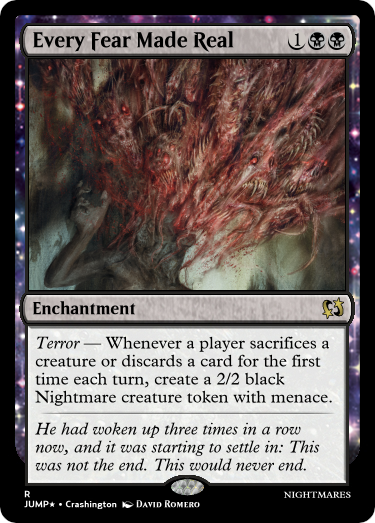 Every Fear Made Real 1
Enchantment
Terror — Whenever a player sacrifices a
creature or discards a card for the first
time each turn, create a 2/2 black
Nightmare creature token with menace.
He had woken up three times in a row
now, and it was starting to settle in: This
was not the end. This would never end.
R NIGHTMARES
JUMP★ • Crashington David Romero